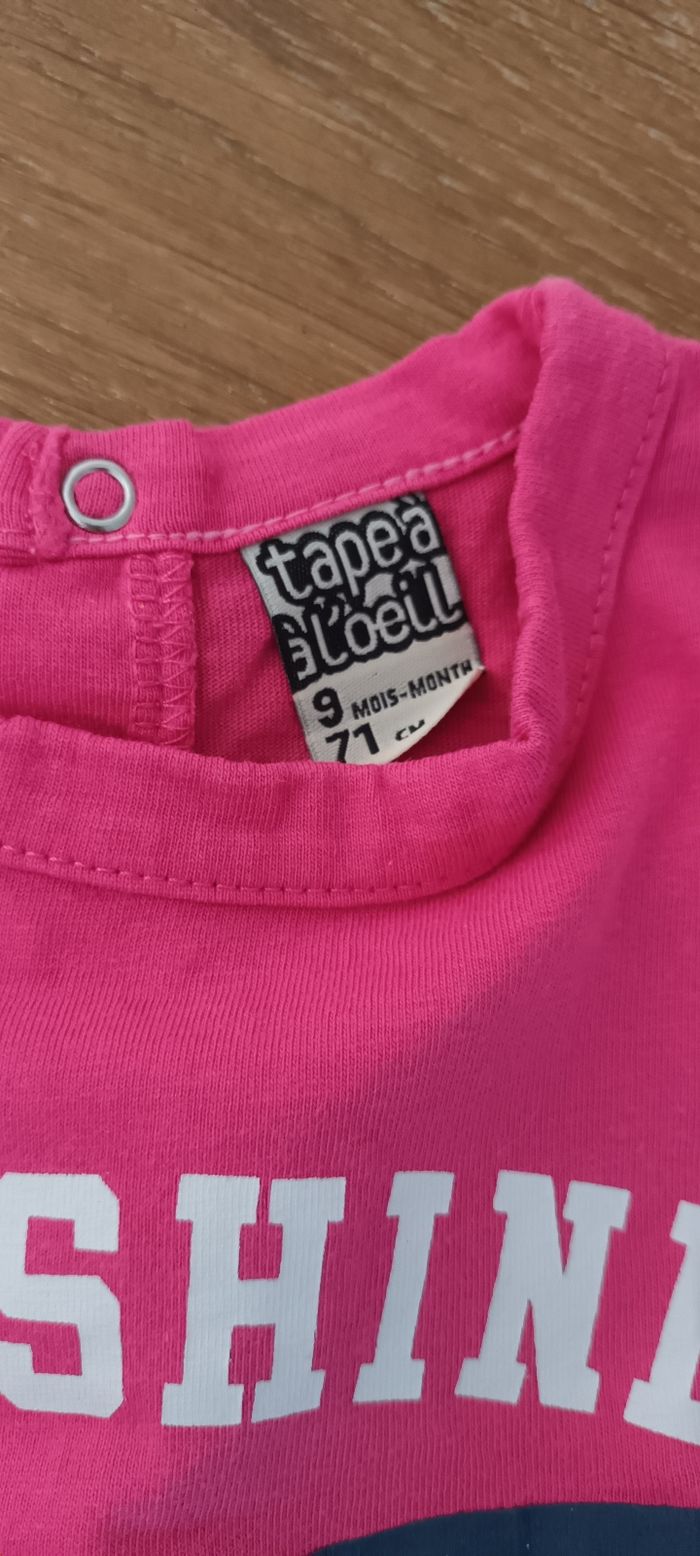 tape à
à l'oeil
9 MOIS-MONTH
71 CM
SHIN